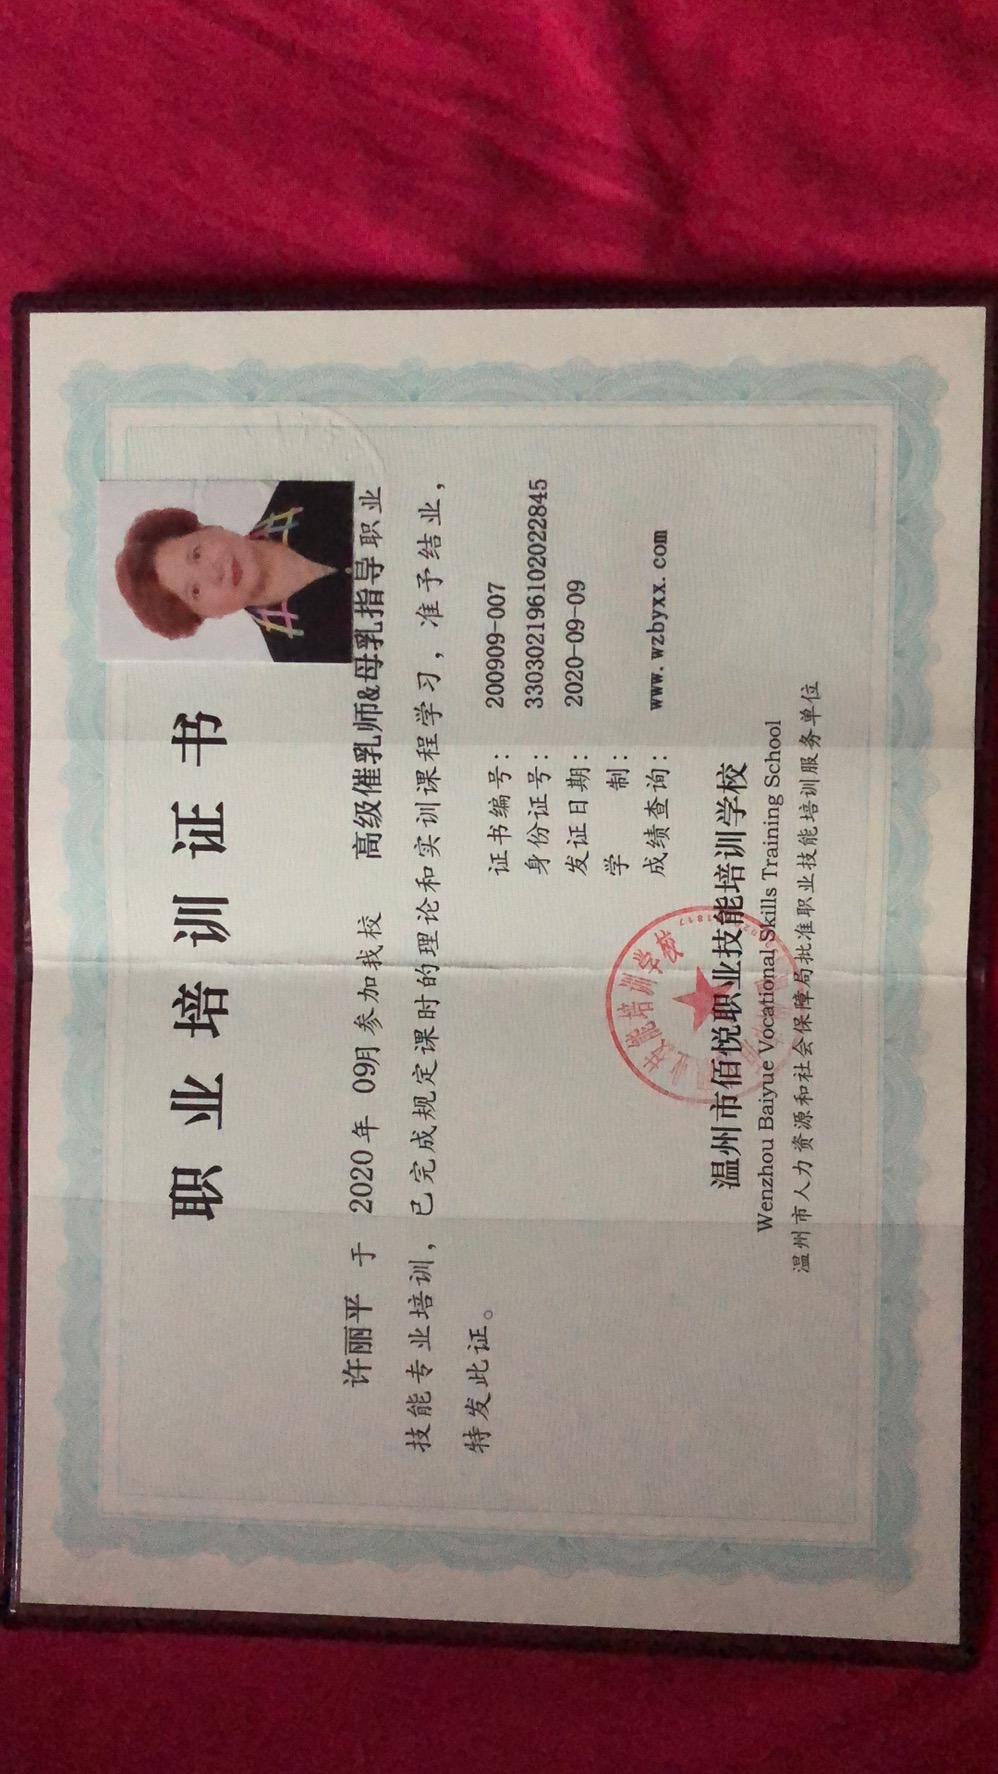 职业培训证书
许丽平 于 2020年 09月参加我校 高级催乳师&母乳指导职业
技能专业培训，已完成规定课时的理论和实训课程学习，准予结业，
特发此证。
证书编号： 200909-007
身份证号： 330302196102022845
发证日期： 2020-09-09
学 制：
成绩查询： www.wzbyxx.com
温州市佰悦职业技能培训学校
Wenzhou Baiyue Vocational Skills Training School
温州市人力资源和社会保障局批准职业技能培训服务单位